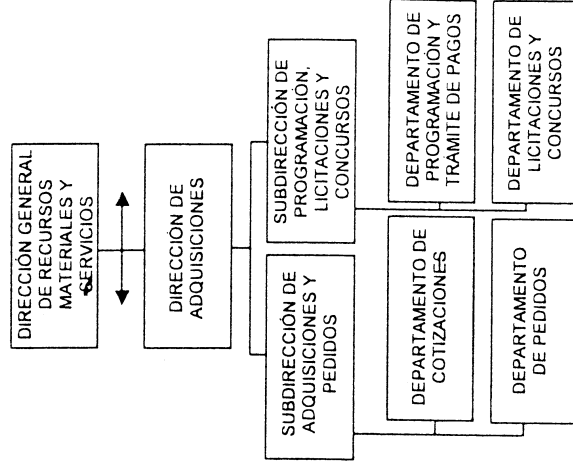 DIRECCIÓN GENERAL
DE RECURSOS
MATERIALES Y
SERVICIOS
DIRECCIÓN DE
ADQUISICIONES
SUBDIRECCIÓN DE
ADQUISICIONES Y
PEDIDOS
SUBDIRECCIÓN DE
PROGRAMACIÓN,
LICITACIONES Y
CONCURSOS
DEPARTAMENTO DE
COTIZACIONES
DEPARTAMENTO
DE PEDIDOS
DEPARTAMENTO DE
PROGRAMACIÓN Y
TRÁMITE DE PAGOS
DEPARTAMENTO DE
LICITACIONES Y
CONCURSOS